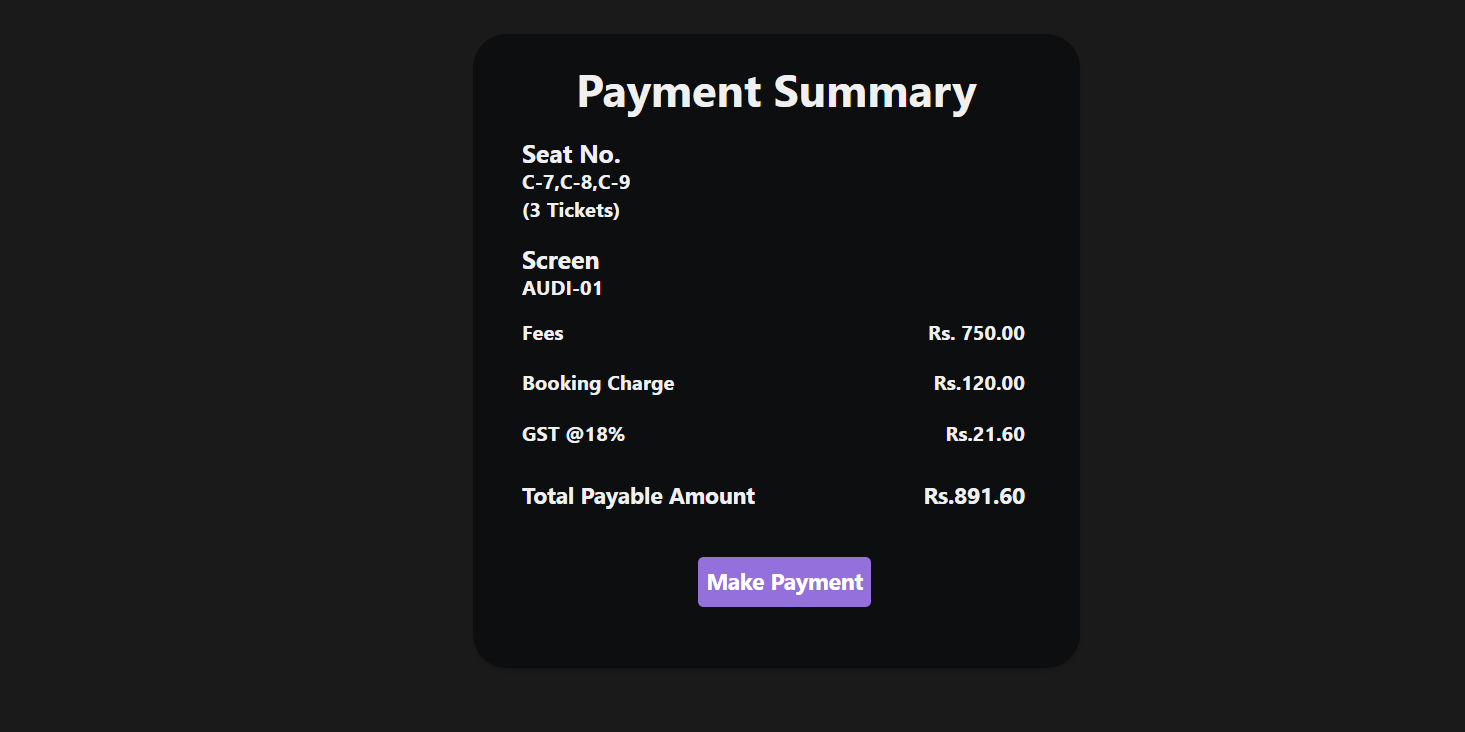 Payment Summary
Seat No.
C-7,C-8,C-9
(3 Tickets)
Screen
AUDI-01
Fees Rs. 750.00
Booking Charge Rs.120.00
GST @18% Rs.21.60
Total Payable Amount Rs.891.60
Make Payment